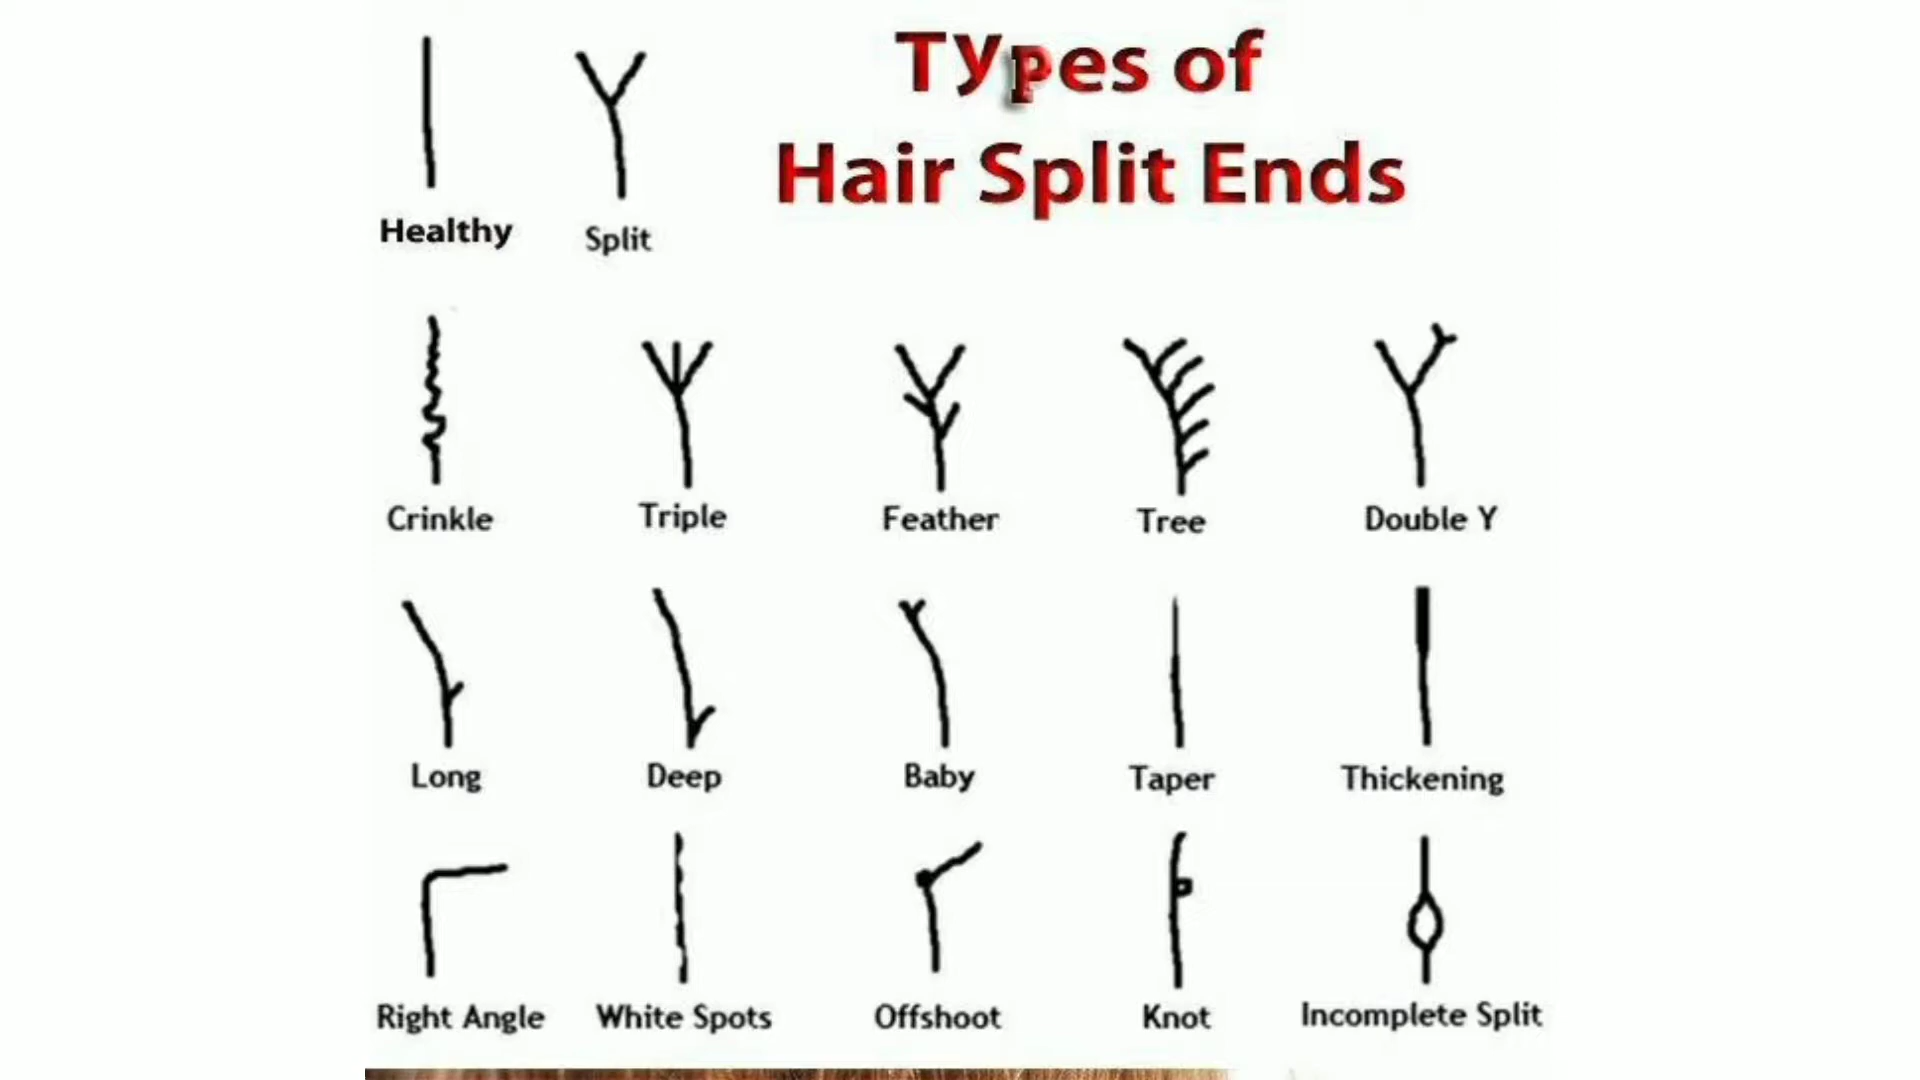 Types of
Hair Split Ends
Healthy
Split
Crinkle
Triple
Feather
Tree
Double Y
Long
Deep
Baby
Taper
Thickening
Right Angle
White Spots
Offshoot
Knot
Incomplete Split